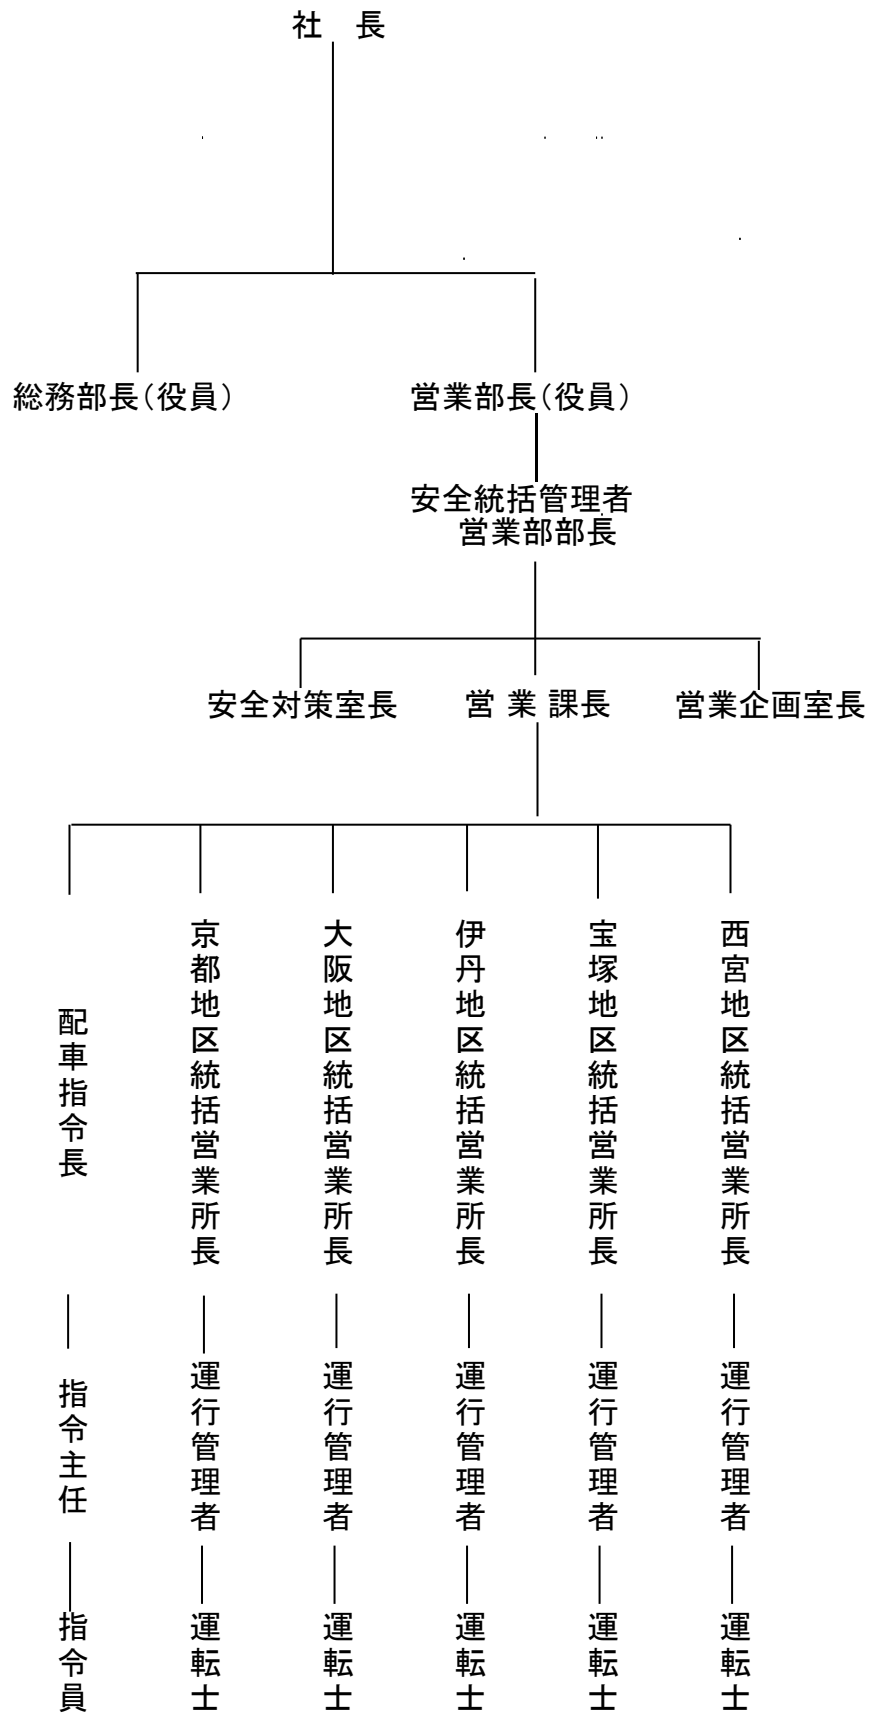 社　長
総務部長（役員）
営業部長（役員）
安全統括管理者
営業部部長
安全対策室長
営 業 課長
営業企画室長
配車指令長
京都地区統括営業所長
大阪地区統括営業所長
伊丹地区統括営業所長
宝塚地区統括営業所長
西宮地区統括営業所長
指令主任
運行管理者
運行管理者
運行管理者
運行管理者
運行管理者
指令員
運転士
運転士
運転士
運転士
運転士